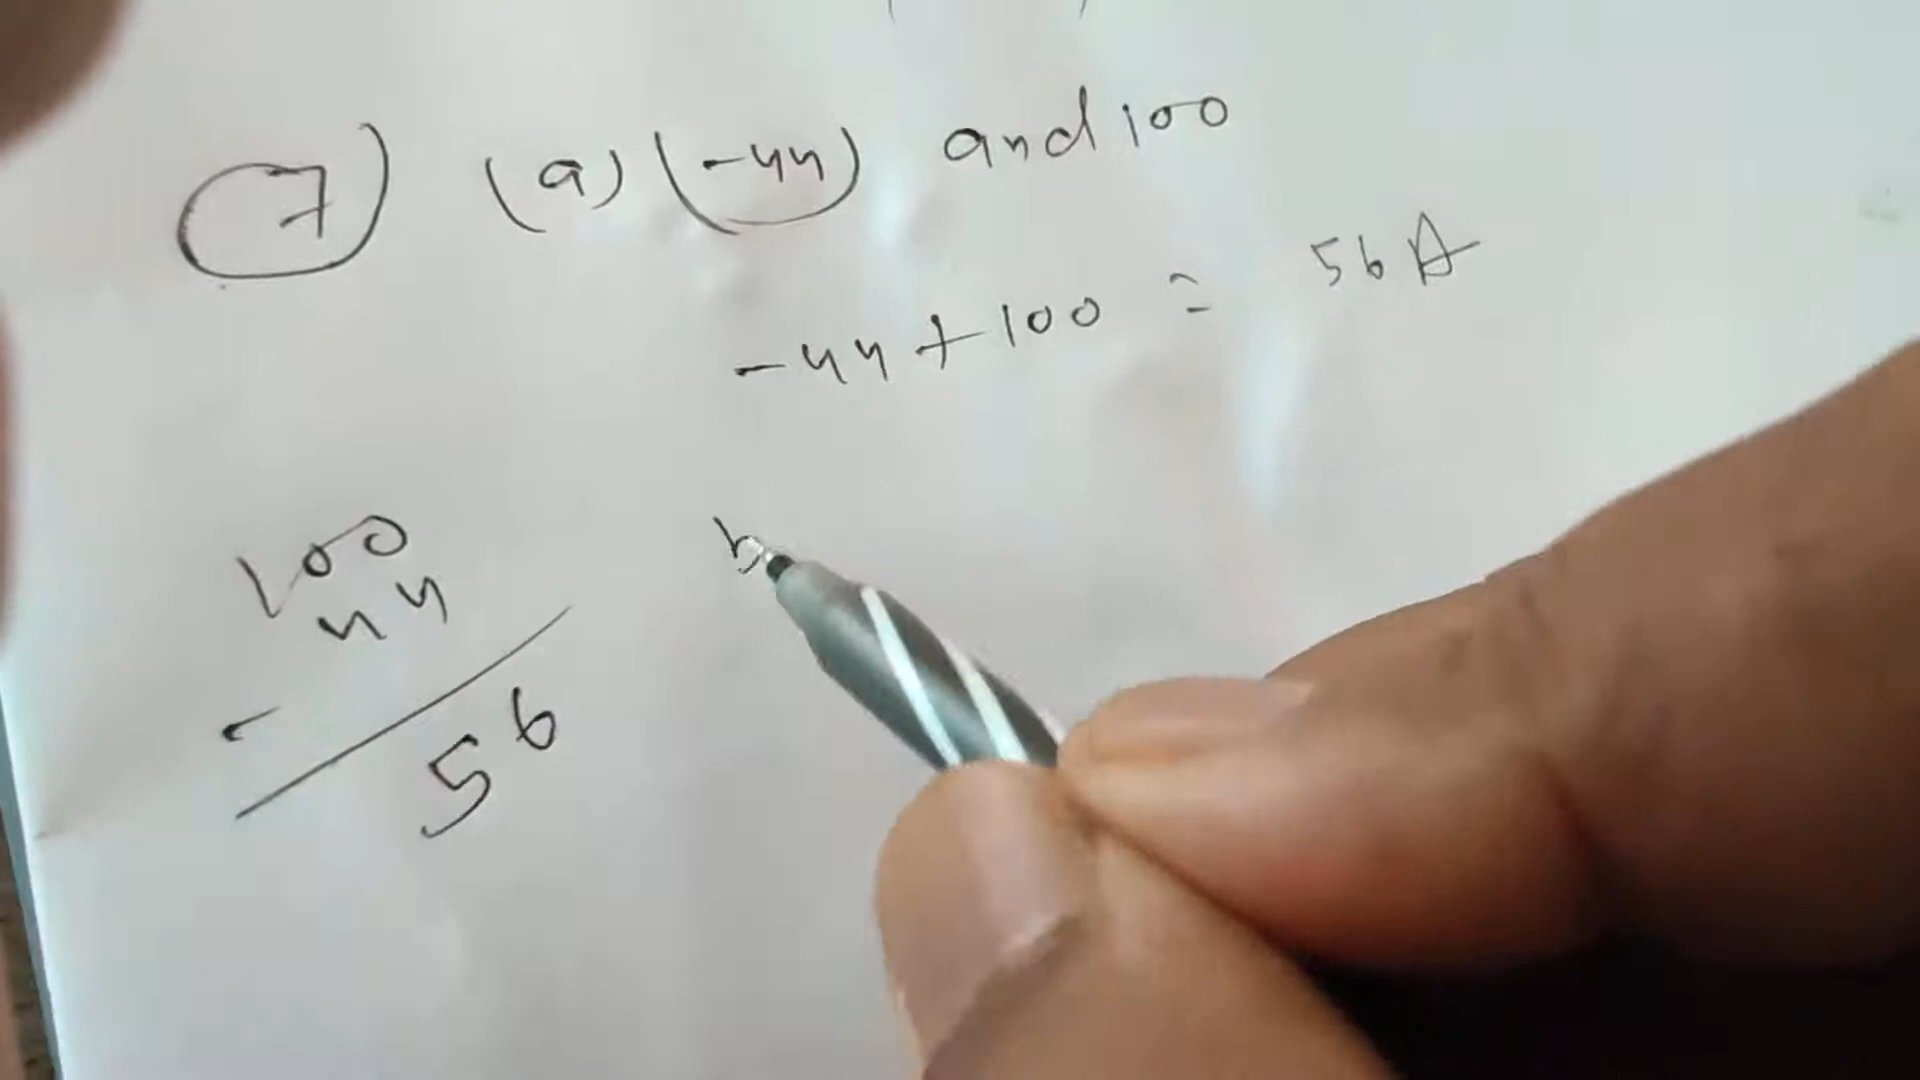 7) (a) (-44) and 100
-44 + 100 = 56 A
100
44
-
56
b